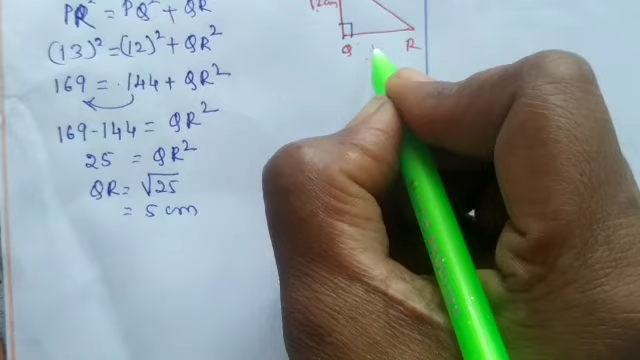 PR² = PQ² + QR²
(13)² = (12)² + QR²
169 = 144 + QR²
169 - 144 = QR²
25 = QR²
QR = √25
= 5 cm
12cm
Q R